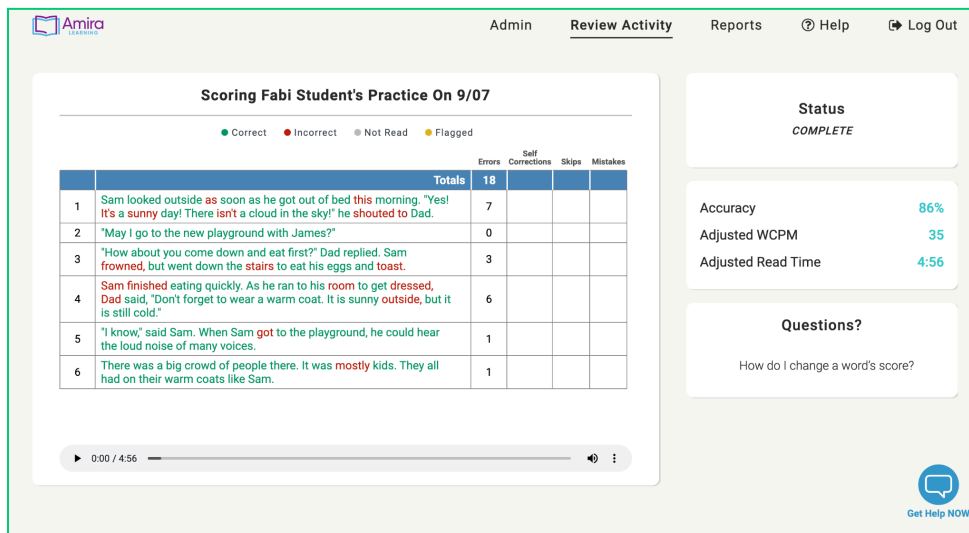 Amira
LEARNING
Admin
Review Activity
Reports
Help
Log Out
Scoring Fabi Student's Practice On 9/07
Correct
Incorrect
Not Read
Flagged
Errors
Self
Corrections
Skips
Mistakes
Totals 18
1 Sam looked outside as soon as he got out of bed this morning. "Yes!
It's a sunny day! There isn't a cloud in the sky!" he shouted to Dad.
7
2 "May I go to the new playground with James?" 0
3 "How about you come down and eat first?" Dad replied. Sam
frowned, but went down the stairs to eat his eggs and toast.
3
4 Sam finished eating quickly. As he ran to his room to get dressed,
Dad said, "Don't forget to wear a warm coat. It is sunny outside, but it
is still cold."
6
5 "I know," said Sam. When Sam got to the playground, he could hear
the loud noise of many voices.
1
6 There was a big crowd of people there. It was mostly kids. They all
had on their warm coats like Sam.
1
0:00 / 4:56
Status
COMPLETE
Accuracy 86%
Adjusted WCPM 35
Adjusted Read Time 4:56
Questions?
How do I change a word's score?
Get Help NOW